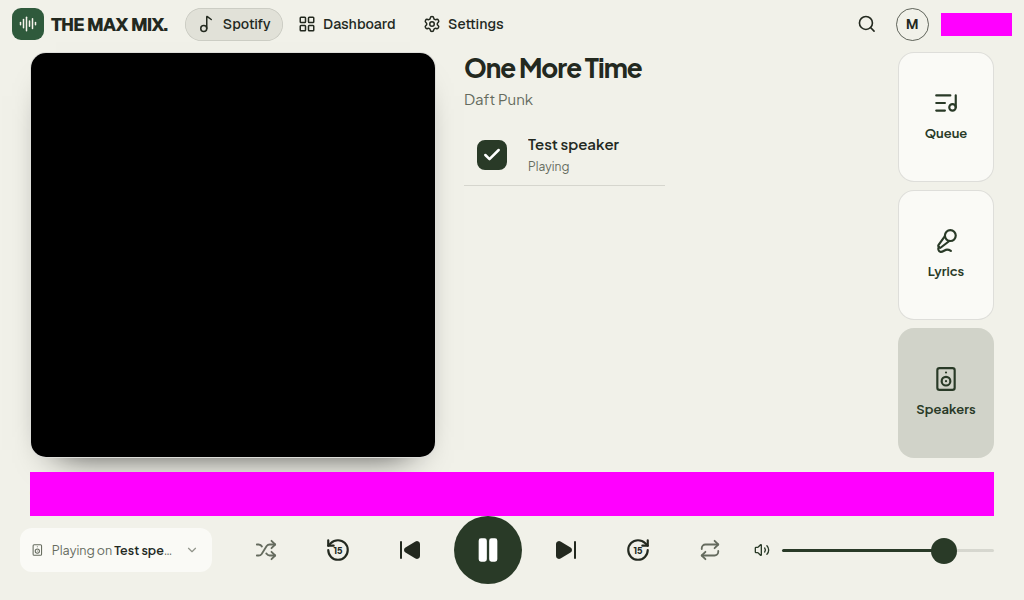 THE MAX MIX.
Spotify
Dashboard
Settings
M
One More Time
Daft Punk
Test speaker
Playing
Queue
Lyrics
Speakers
Playing on Test spe...
15
15